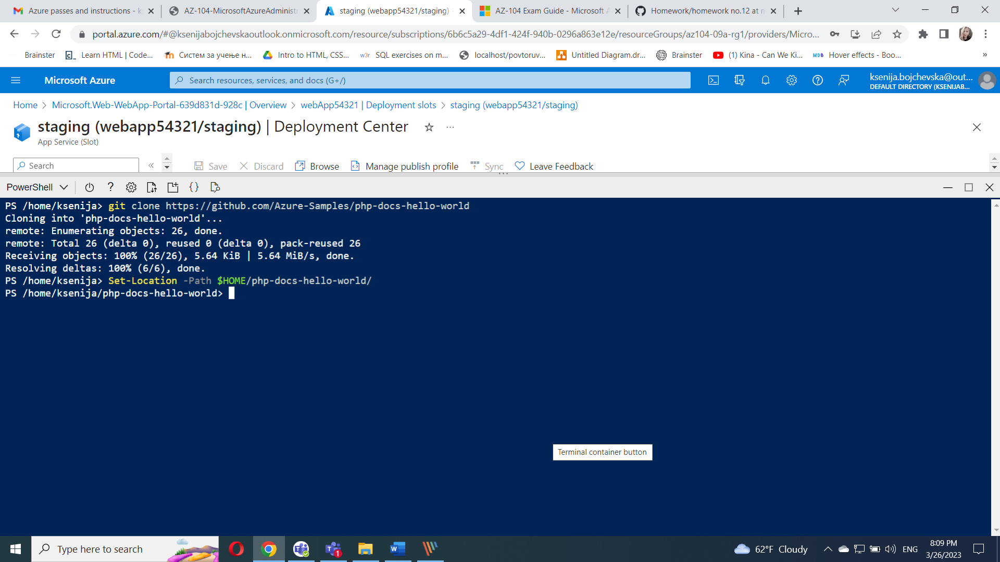 Azure passes and instructions - k
AZ-104-MicrosoftAzureAdministr
staging (webapp54321/staging) -
AZ-104 Exam Guide - Microsoft A
Homework/homework no.12 at m
portal.azure.com/#@ksenijabojchevskaoutlook.onmicrosoft.com/resource/subscriptions/6b6c5a29-4df1-424f-940b-0296a863e12e/resourceGroups/az104-09a-rg1/providers/Micro...
Brainster
Learn HTML | Code...
Систем за учење н...
Intro to HTML, CSS...
SQL exercises on m...
localhost/povtoruv...
Untitled Diagram.dr...
Brainster
(1) Kina - Can We Ki...
Hover effects - Boo...
»
Microsoft Azure
Search resources, services, and docs (G+/)
ksenija.bojchevska@out...
DEFAULT DIRECTORY (KSENIJAB...
Home > Microsoft.Web-WebApp-Portal-639d831d-928c | Overview > webApp54321 | Deployment slots > staging (webapp54321/staging)
staging (webapp54321/staging) | Deployment Center
App Service (Slot)
Search
«
Save
Discard
Browse
Manage publish profile
Sync
Leave Feedback
PowerShell
PS /home/ksenija> git clone https://github.com/Azure-Samples/php-docs-hello-world
Cloning into 'php-docs-hello-world'...
remote: Enumerating objects: 26, done.
remote: Total 26 (delta 0), reused 0 (delta 0), pack-reused 26
Receiving objects: 100% (26/26), 5.64 KiB | 5.64 MiB/s, done.
Resolving deltas: 100% (6/6), done.
PS /home/ksenija> Set-Location -Path $HOME/php-docs-hello-world/
PS /home/ksenija/php-docs-hello-world>
Terminal container button
Type here to search
1
62°F Cloudy
ENG
8:09 PM
3/26/2023